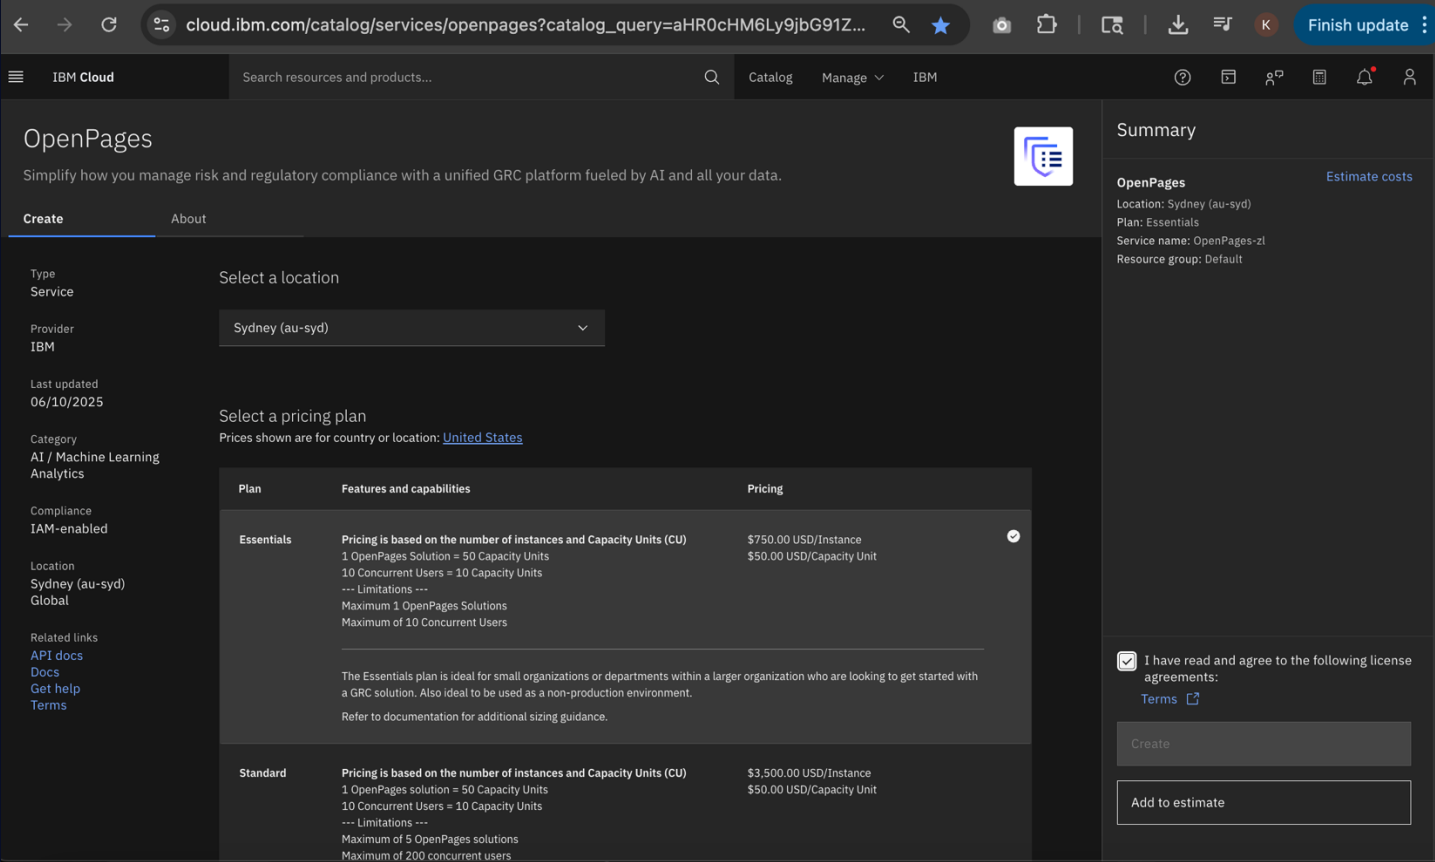 cloud.ibm.com/catalog/services/openpages?catalog_query=aHR0cHM6Ly9jbG91Z...
K
Finish update
IBM Cloud
Search resources and products...
Catalog
Manage
IBM
OpenPages
Simplify how you manage risk and regulatory compliance with a unified GRC platform fueled by AI and all your data.
Create
About
Type
Service
Provider
IBM
Last updated
06/10/2025
Category
AI / Machine Learning
Analytics
Compliance
IAM-enabled
Location
Sydney (au-syd)
Global
Related links
API docs
Docs
Get help
Terms
Select a location
Sydney (au-syd)
Select a pricing plan
Prices shown are for country or location: United States
Plan
Features and capabilities
Pricing
Essentials
Pricing is based on the number of instances and Capacity Units (CU)
1 OpenPages Solution = 50 Capacity Units
10 Concurrent Users = 10 Capacity Units
--- Limitations ---
Maximum 1 OpenPages Solutions
Maximum of 10 Concurrent Users
$750.00 USD/Instance
$50.00 USD/Capacity Unit
The Essentials plan is ideal for small organizations or departments within a larger organization who are looking to get started with
a GRC solution. Also ideal to be used as a non-production environment.
Refer to documentation for additional sizing guidance.
Standard
Pricing is based on the number of instances and Capacity Units (CU)
1 OpenPages solution = 50 Capacity Units
10 Concurrent Users = 10 Capacity Units
--- Limitations ---
Maximum of 5 OpenPages solutions
Maximum of 200 concurrent users
$3,500.00 USD/Instance
$50.00 USD/Capacity Unit
Summary
OpenPages
Estimate costs
Location: Sydney (au-syd)
Plan: Essentials
Service name: OpenPages-zl
Resource group: Default
I have read and agree to the following license
agreements:
Terms
Create
Add to estimate